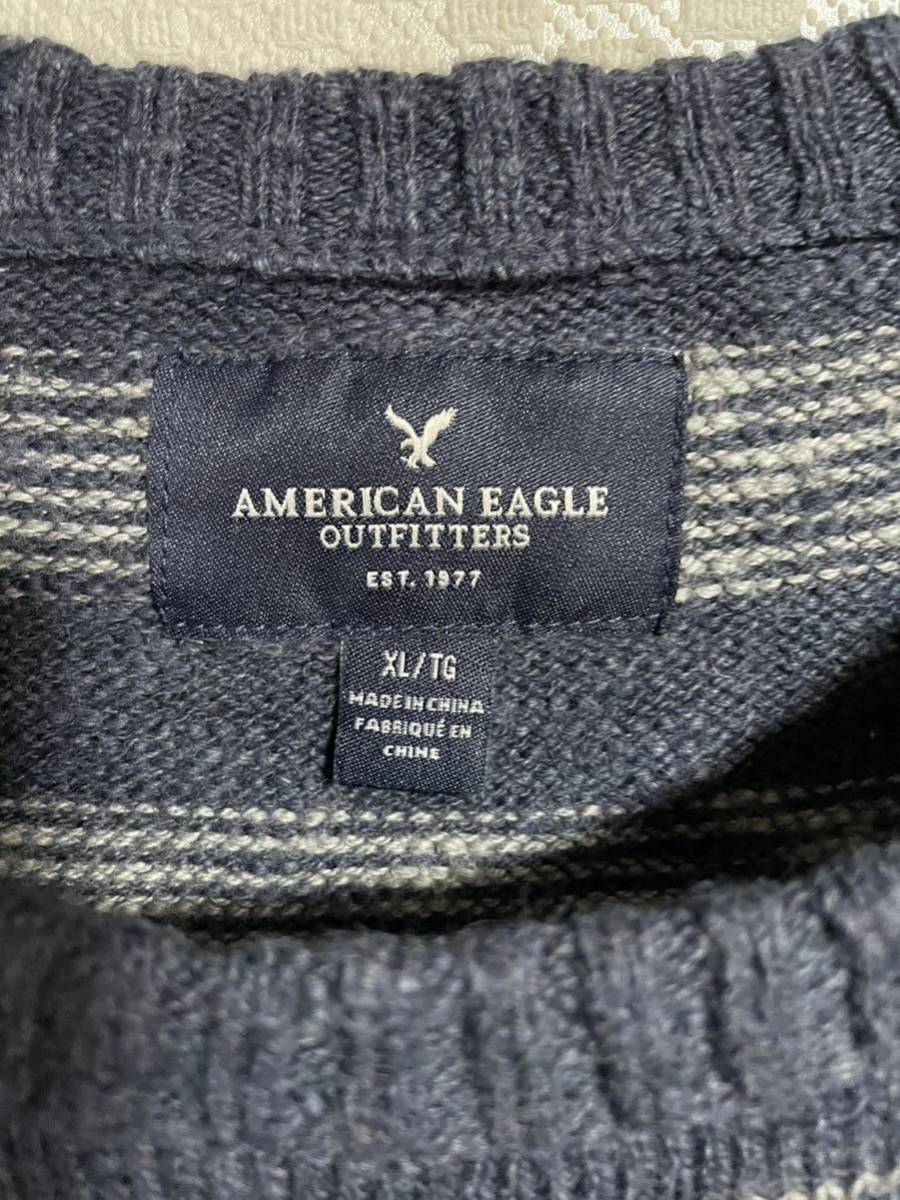 AMERICAN EAGLE
OUTFITTERS
EST. 1977
XL/TG
MADE IN CHINA
FABRIQUÉ EN
CHINE